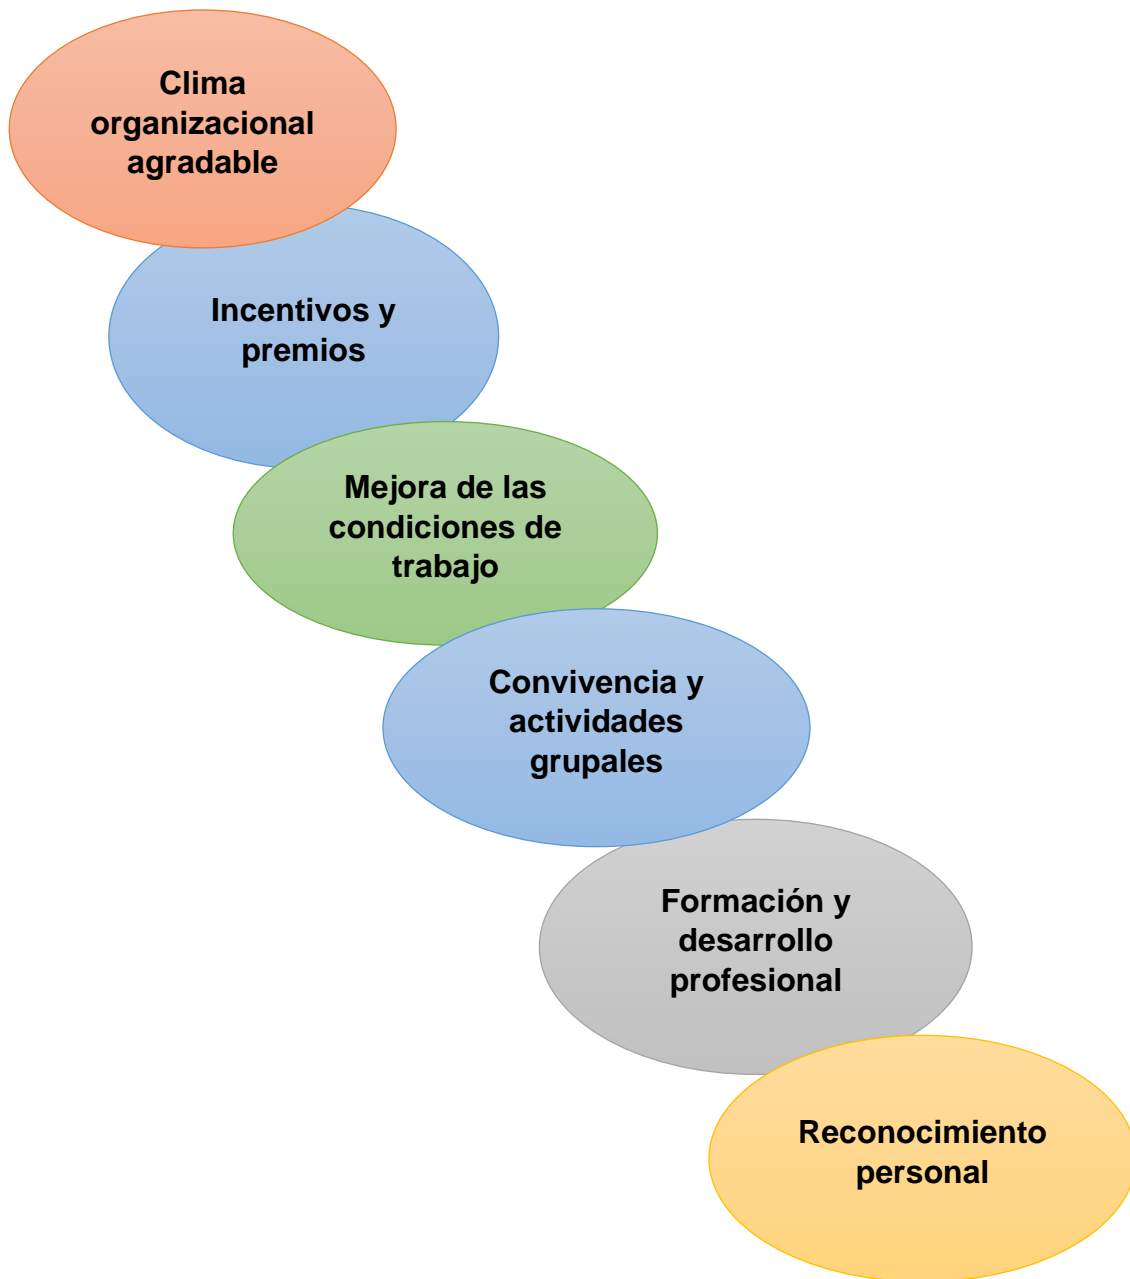 Clima
organizacional
agradable
Incentivos y
premios
Mejora de las
condiciones de
trabajo
Convivencia y
actividades
grupales
Formación y
desarrollo
profesional
Reconocimiento
personal